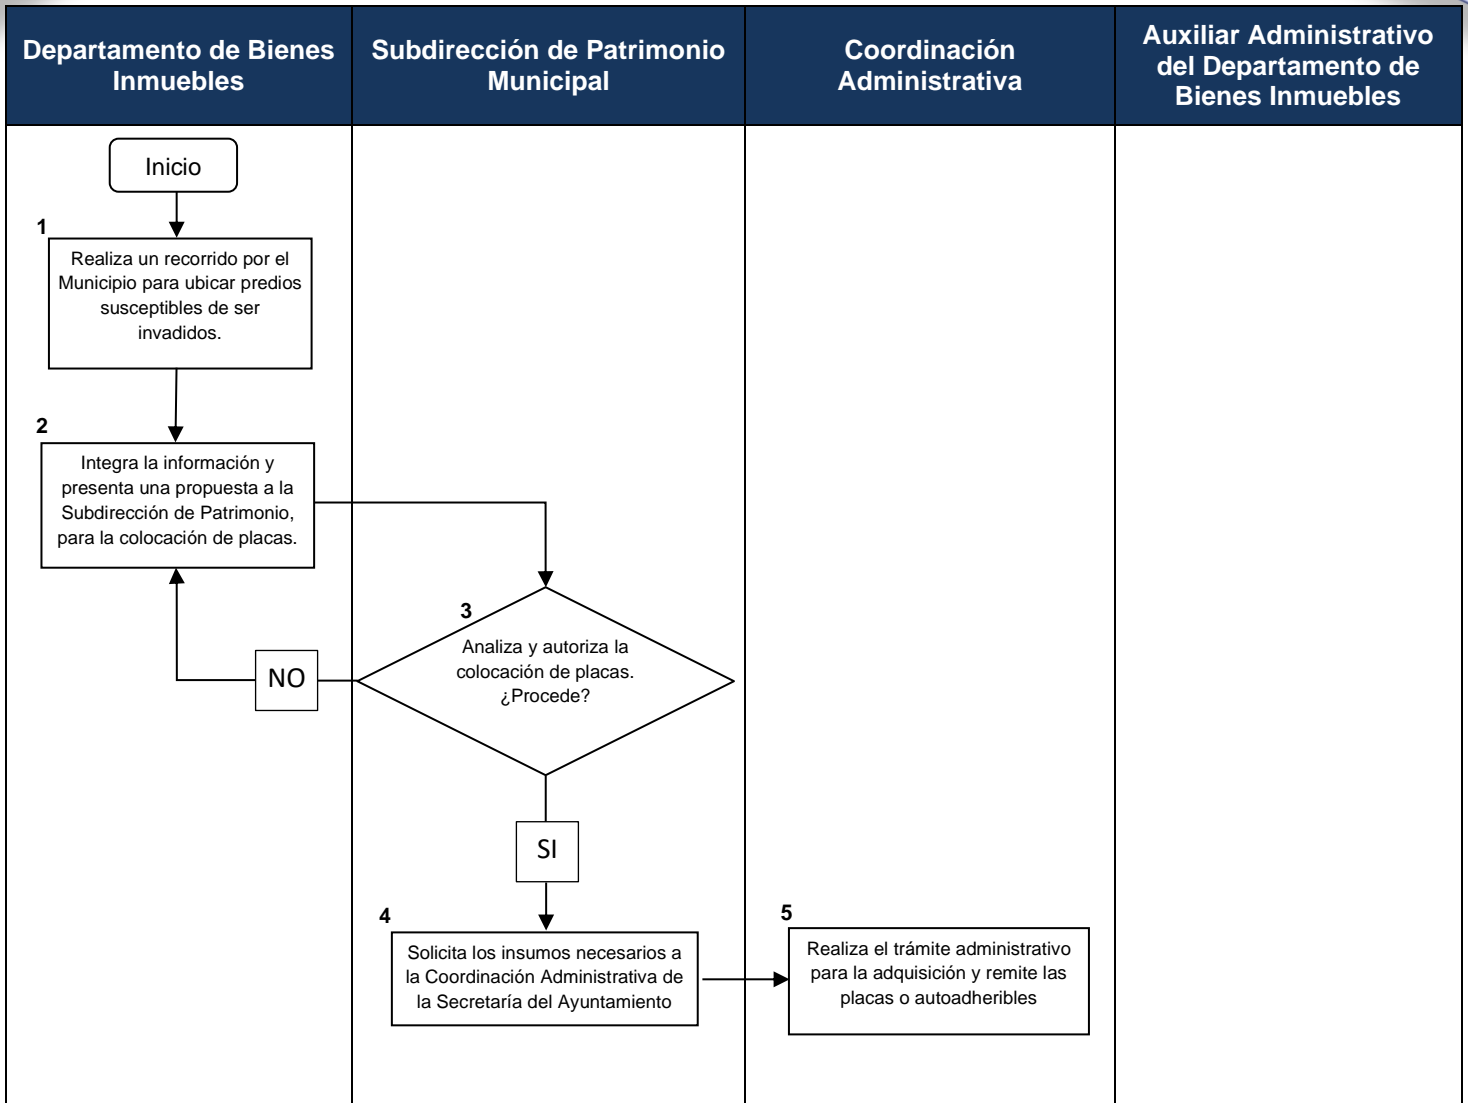 Departamento de Bienes
Inmuebles
Subdirección de Patrimonio
Municipal
Coordinación
Administrativa
Auxiliar Administrativo
del Departamento de
Bienes Inmuebles
Inicio
1
Realiza un recorrido por el
Municipio para ubicar predios
susceptibles de ser
invadidos.
2
Integra la información y
presenta una propuesta a la
Subdirección de Patrimonio,
para la colocación de placas.
3
Analiza y autoriza la
colocación de placas.
¿Procede?
NO
SI
4
Solicita los insumos necesarios a
la Coordinación Administrativa de
la Secretaría del Ayuntamiento
5
Realiza el trámite administrativo
para la adquisición y remite las
placas o autoadheribles